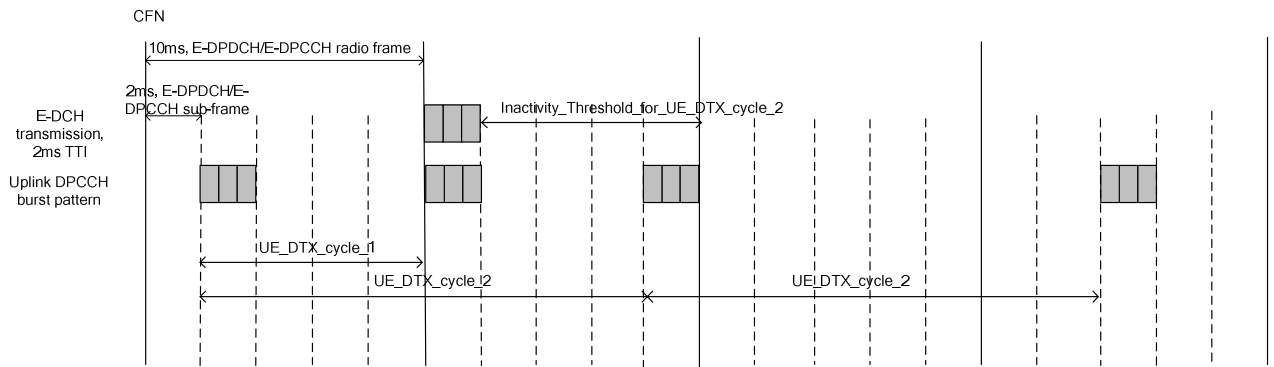 CFN
10ms, E-DPDCH/E-DPCCH radio frame
2ms, E-DPDCH/E-
DPCCH sub-frame
E-DCH
transmission,
2ms TTI
Inactivity_Threshold_for_UE_DTX_cycle_2
Uplink DPCCH
burst pattern
UE_DTX_cycle_1
UE_DTX_cycle_2
UE_DTX_cycle_2